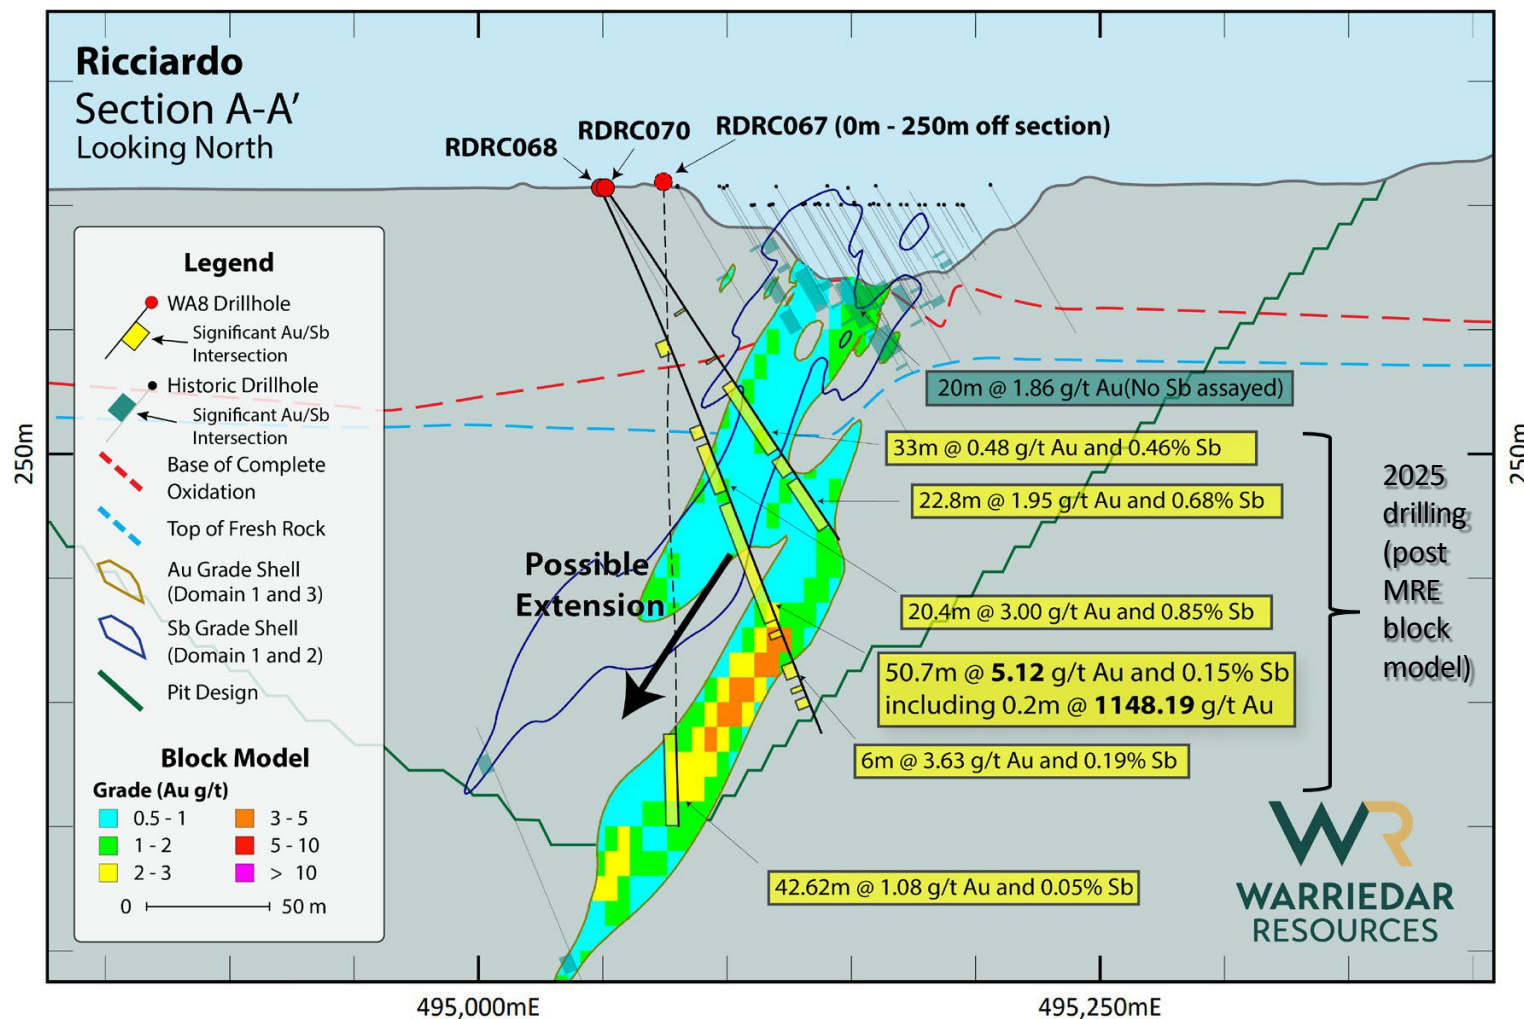 Ricciardo
Section A-A’
Looking North
RDRC068
RDRC070
RDRC067 (0m - 250m off section)
Legend
WA8 Drillhole
Significant Au/Sb
Intersection
Historic Drillhole
Significant Au/Sb
Intersection
Base of Complete
Oxidation
Top of Fresh Rock
Au Grade Shell
(Domain 1 and 3)
Sb Grade Shell
(Domain 1 and 2)
Pit Design
Block Model
Grade (Au g/t)
0.5 - 1
3 - 5
1 - 2
5 - 10
2 - 3
> 10
0
50 m
250m
250m
Possible
Extension
20m @ 1.86 g/t Au(No Sb assayed)
33m @ 0.48 g/t Au and 0.46% Sb
22.8m @ 1.95 g/t Au and 0.68% Sb
20.4m @ 3.00 g/t Au and 0.85% Sb
50.7m @ 5.12 g/t Au and 0.15% Sb
including 0.2m @ 1148.19 g/t Au
6m @ 3.63 g/t Au and 0.19% Sb
42.62m @ 1.08 g/t Au and 0.05% Sb
2025
drilling
(post
MRE
block
model)
WR
WARRIEDAR
RESOURCES
495,000mE
495,250mE